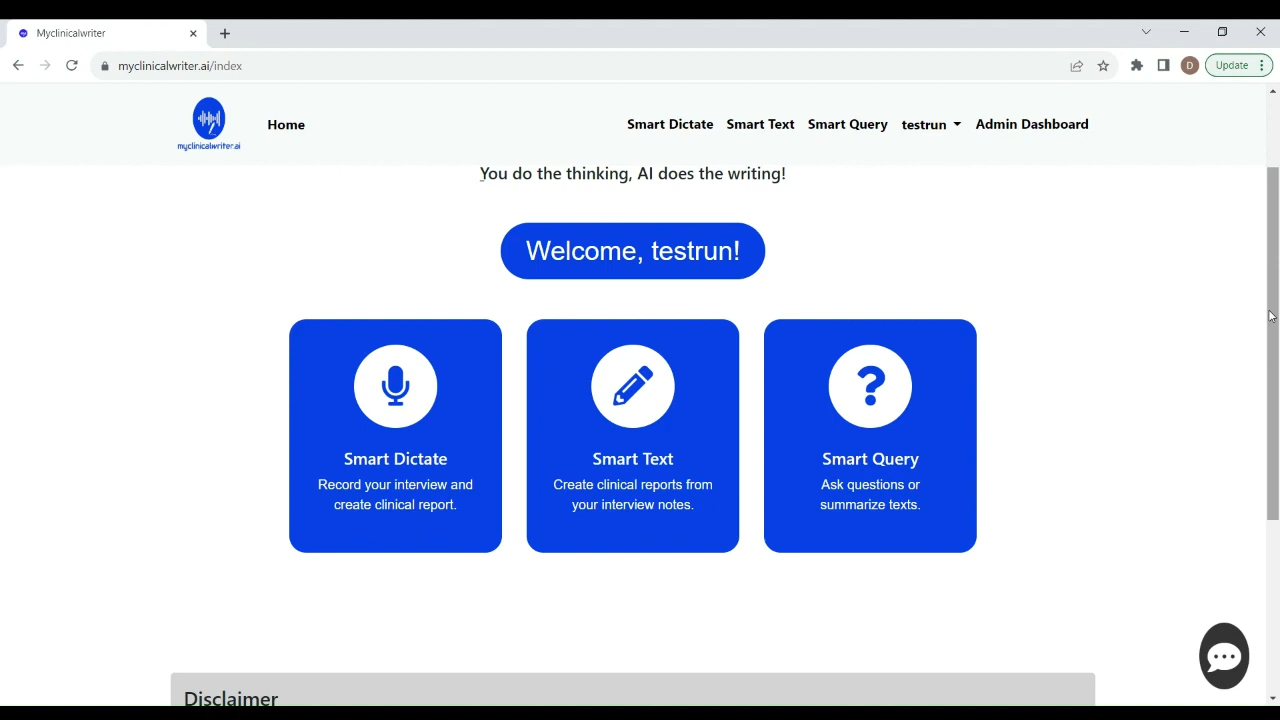 Myclinicalwriter
myclinicalwriter.ai/index
D
Update
myclinicalwriter.ai
Home
Smart Dictate
Smart Text
Smart Query
testrun
Admin Dashboard
You do the thinking, AI does the writing!
Welcome, testrun!
Smart Dictate
Record your interview and
create clinical report.
Smart Text
Create clinical reports from
your interview notes.
Smart Query
Ask questions or
summarize texts.
Disclaimer